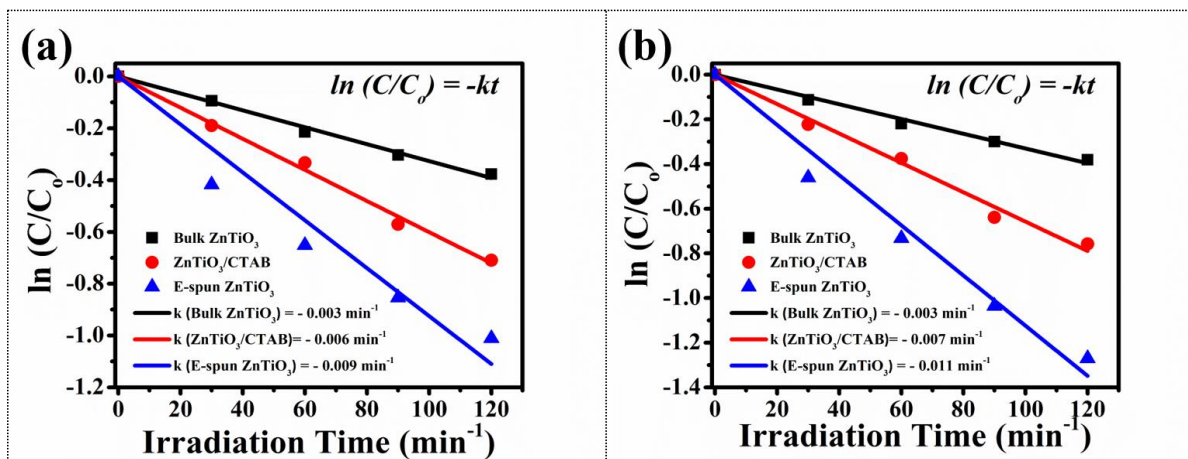 (a)
ln (C/Cₒ) = -kt
0.0
-0.2
-0.4
-0.6
-0.8
-1.0
-1.2
ln (C/Cₒ)
Bulk ZnTiO₃
ZnTiO₃/CTAB
E-spun ZnTiO₃
k (Bulk ZnTiO₃) = - 0.003 min⁻¹
k (ZnTiO₃/CTAB)= - 0.006 min⁻¹
k (E-spun ZnTiO₃) = - 0.009 min⁻¹
0 20 40 60 80 100 120
Irradiation Time (min⁻¹)
(b)
ln (C/Cₒ) = -kt
0.0
-0.2
-0.4
-0.6
-0.8
-1.0
-1.2
-1.4
ln (C/Cₒ)
Bulk ZnTiO₃
ZnTiO₃/CTAB
E-spun ZnTiO₃
k (Bulk ZnTiO₃) = - 0.003 min⁻¹
k (ZnTiO₃/CTAB) = - 0.007 min⁻¹
k (E-spun ZnTiO₃) = - 0.011 min⁻¹
0 20 40 60 80 100 120
Irradiation Time (min⁻¹)